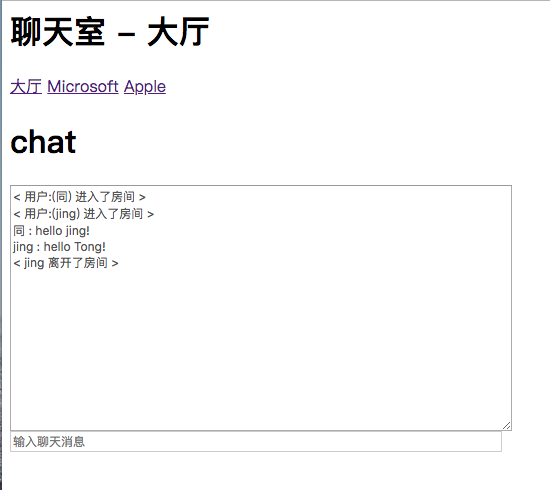 聊天室 – 大厅
大厅 Microsoft Apple
chat
< 用户:(同) 进入了房间 >
< 用户:(jing) 进入了房间 >
同 : hello jing!
jing : hello Tong!
< jing 离开了房间 >
输入聊天消息